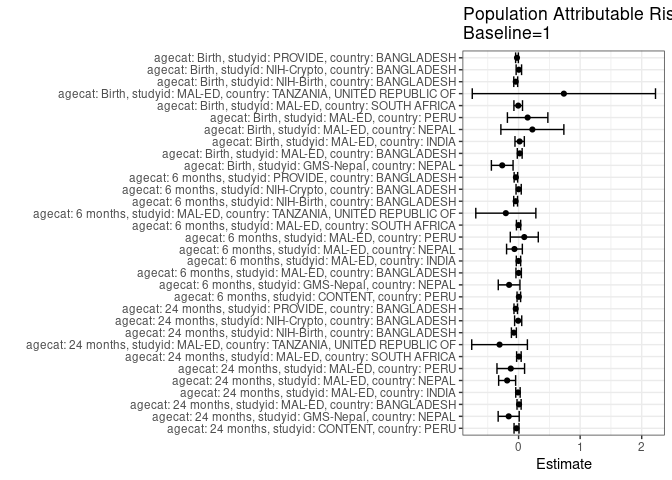 Population Attributable Ris
Baseline=1
agecat: Birth, studyid: PROVIDE, country: BANGLADESH
agecat: Birth, studyid: NIH-Crypto, country: BANGLADESH
agecat: Birth, studyid: NIH-Birth, country: BANGLADESH
agecat: Birth, studyid: MAL-ED, country: TANZANIA, UNITED REPUBLIC OF
agecat: Birth, studyid: MAL-ED, country: SOUTH AFRICA
agecat: Birth, studyid: MAL-ED, country: PERU
agecat: Birth, studyid: MAL-ED, country: NEPAL
agecat: Birth, studyid: MAL-ED, country: INDIA
agecat: Birth, studyid: MAL-ED, country: BANGLADESH
agecat: Birth, studyid: GMS-Nepal, country: NEPAL
agecat: 6 months, studyid: PROVIDE, country: BANGLADESH
agecat: 6 months, studyid: NIH-Crypto, country: BANGLADESH
agecat: 6 months, studyid: NIH-Birth, country: BANGLADESH
agecat: 6 months, studyid: MAL-ED, country: TANZANIA, UNITED REPUBLIC OF
agecat: 6 months, studyid: MAL-ED, country: SOUTH AFRICA
agecat: 6 months, studyid: MAL-ED, country: PERU
agecat: 6 months, studyid: MAL-ED, country: NEPAL
agecat: 6 months, studyid: MAL-ED, country: INDIA
agecat: 6 months, studyid: MAL-ED, country: BANGLADESH
agecat: 6 months, studyid: GMS-Nepal, country: NEPAL
agecat: 6 months, studyid: CONTENT, country: PERU
agecat: 24 months, studyid: PROVIDE, country: BANGLADESH
agecat: 24 months, studyid: NIH-Crypto, country: BANGLADESH
agecat: 24 months, studyid: NIH-Birth, country: BANGLADESH
agecat: 24 months, studyid: MAL-ED, country: TANZANIA, UNITED REPUBLIC OF
agecat: 24 months, studyid: MAL-ED, country: SOUTH AFRICA
agecat: 24 months, studyid: MAL-ED, country: PERU
agecat: 24 months, studyid: MAL-ED, country: NEPAL
agecat: 24 months, studyid: MAL-ED, country: INDIA
agecat: 24 months, studyid: MAL-ED, country: BANGLADESH
agecat: 24 months, studyid: GMS-Nepal, country: NEPAL
agecat: 24 months, studyid: CONTENT, country: PERU
0 1 2
Estimate